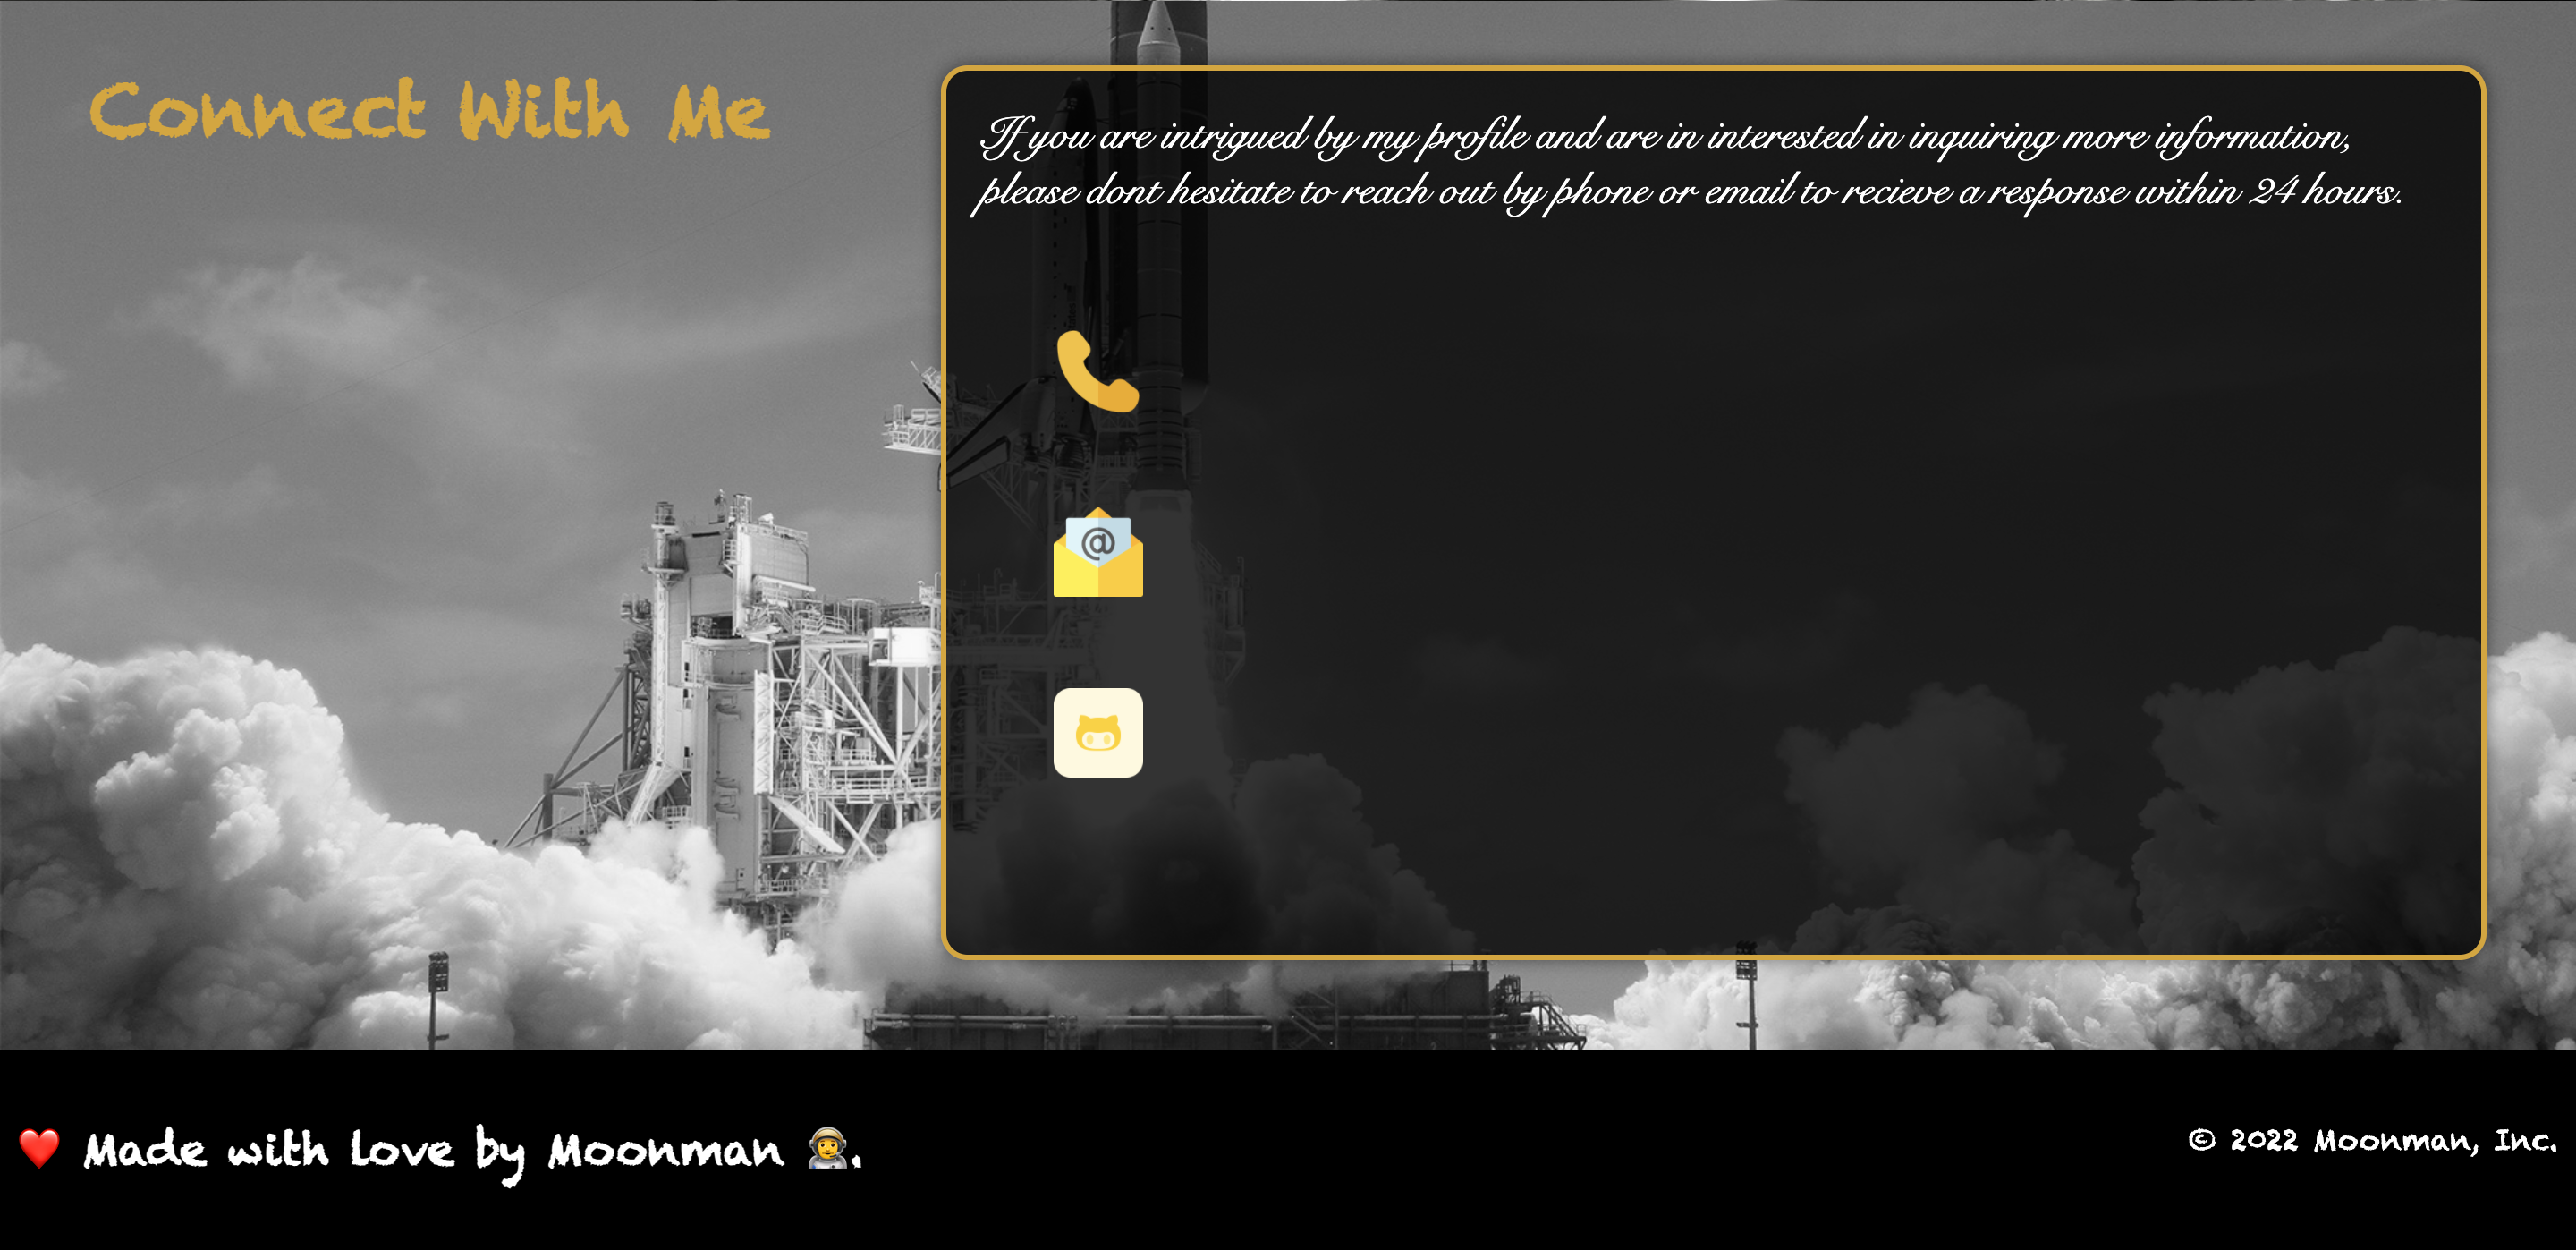 Connect With Me
If you are intrigued by my profile and are in interested in inquiring more information,
please dont hesitate to reach out by phone or email to recieve a response within 24 hours.
@
❤️ Made with Love by Moonman 👨‍🚀.
© 2022 Moonman, Inc.